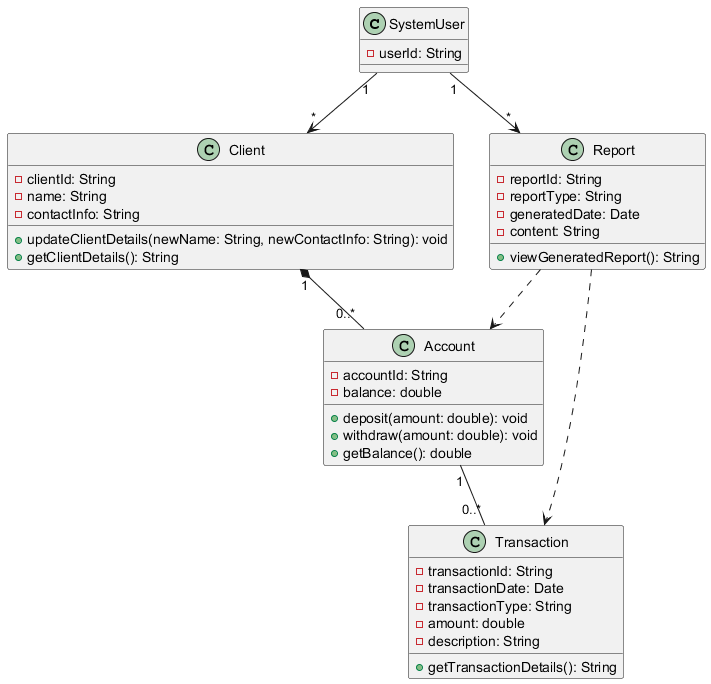 C SystemUser
userId: String
1
1
*
*
C Client
clientId: String
name: String
contactInfo: String
updateClientDetails(newName: String, newContactInfo: String): void
getClientDetails(): String
C Report
reportId: String
reportType: String
generatedDate: Date
content: String
viewGeneratedReport(): String
1
0..*
C Account
accountId: String
balance: double
deposit(amount: double): void
withdraw(amount: double): void
getBalance(): double
1
0..*
C Transaction
transactionId: String
transactionDate: Date
transactionType: String
amount: double
description: String
getTransactionDetails(): String